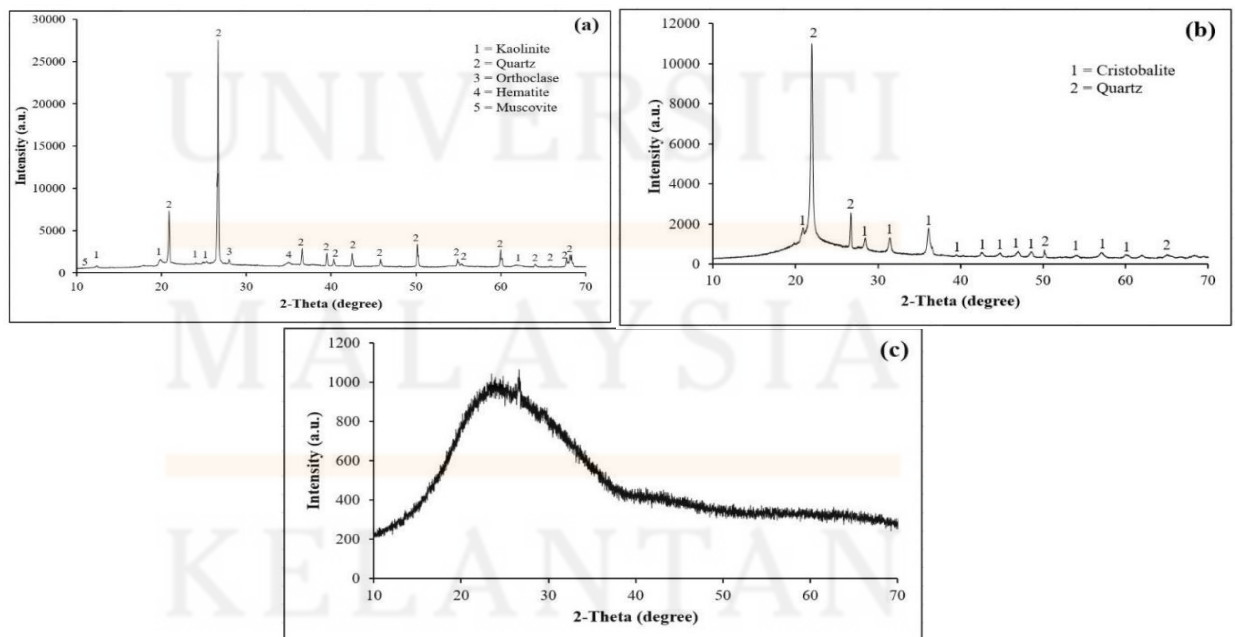 (a)
30000
25000
20000
15000
10000
5000
0
Intensity (a.u.)
1 = Kaolinite
2 = Quartz
3 = Orthoclase
4 = Hematite
5 = Muscovite
5 1 1 2 1 1 2 3 4 2 2 2 2 2 2 2 2 2 1 2 2 2 2
10 20 30 40 50 60 70
2-Theta (degree)
(b)
12000
10000
8000
6000
4000
2000
0
Intensity (a.u.)
1 = Cristobalite
2 = Quartz
1 2 2 1 1 1 1 1 1 1 1 2 1 1 1 2
10 20 30 40 50 60 70
2-Theta (degree)
(c)
1200
1000
800
600
400
200
0
Intensity (a.u.)
10 20 30 40 50 60 70
2-Theta (degree)
UNIVERSITI
MALAYSIA
KELANTAN